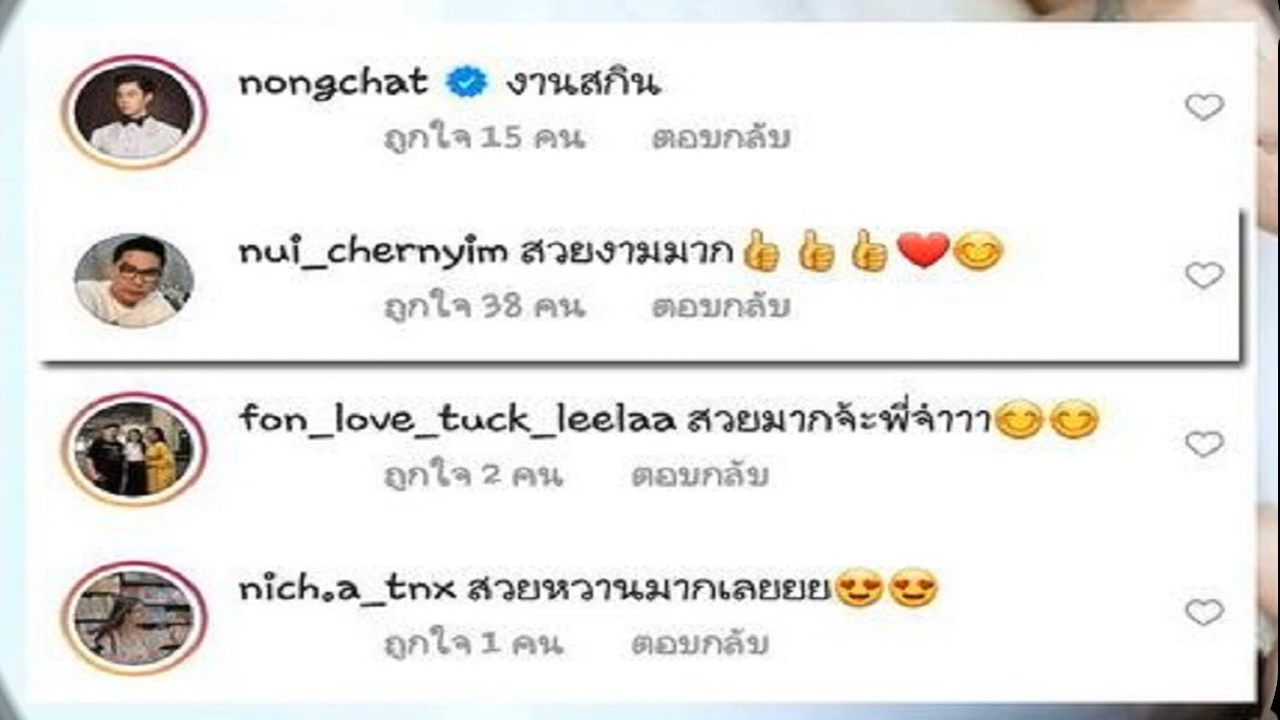 nongchat งานสกิน
ถูกใจ 15 คน ตอบกลับ
nui_chernyim สวยงามมาก👍👍👍❤️😊
ถูกใจ 38 คน ตอบกลับ
fon_love_tuck_leelaa สวยมากจ้ะพี่จ๋าาา😊😊
ถูกใจ 2 คน ตอบกลับ
nich.a_tnx สวยหวานมากเลยยย😍😍
ถูกใจ 1 คน ตอบกลับ